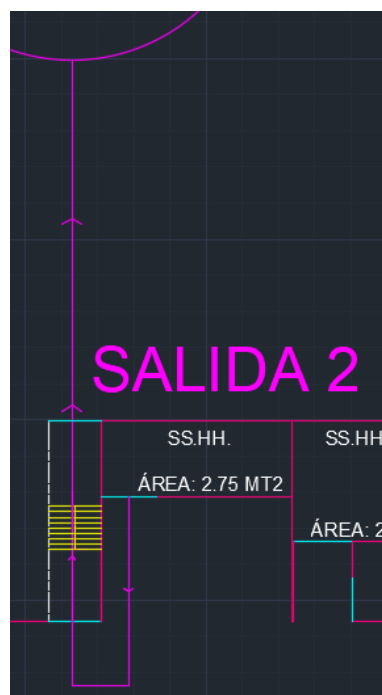 SALIDA 2
SS.HH.
SS.HH
ÁREA: 2.75 MT2
ÁREA: 2